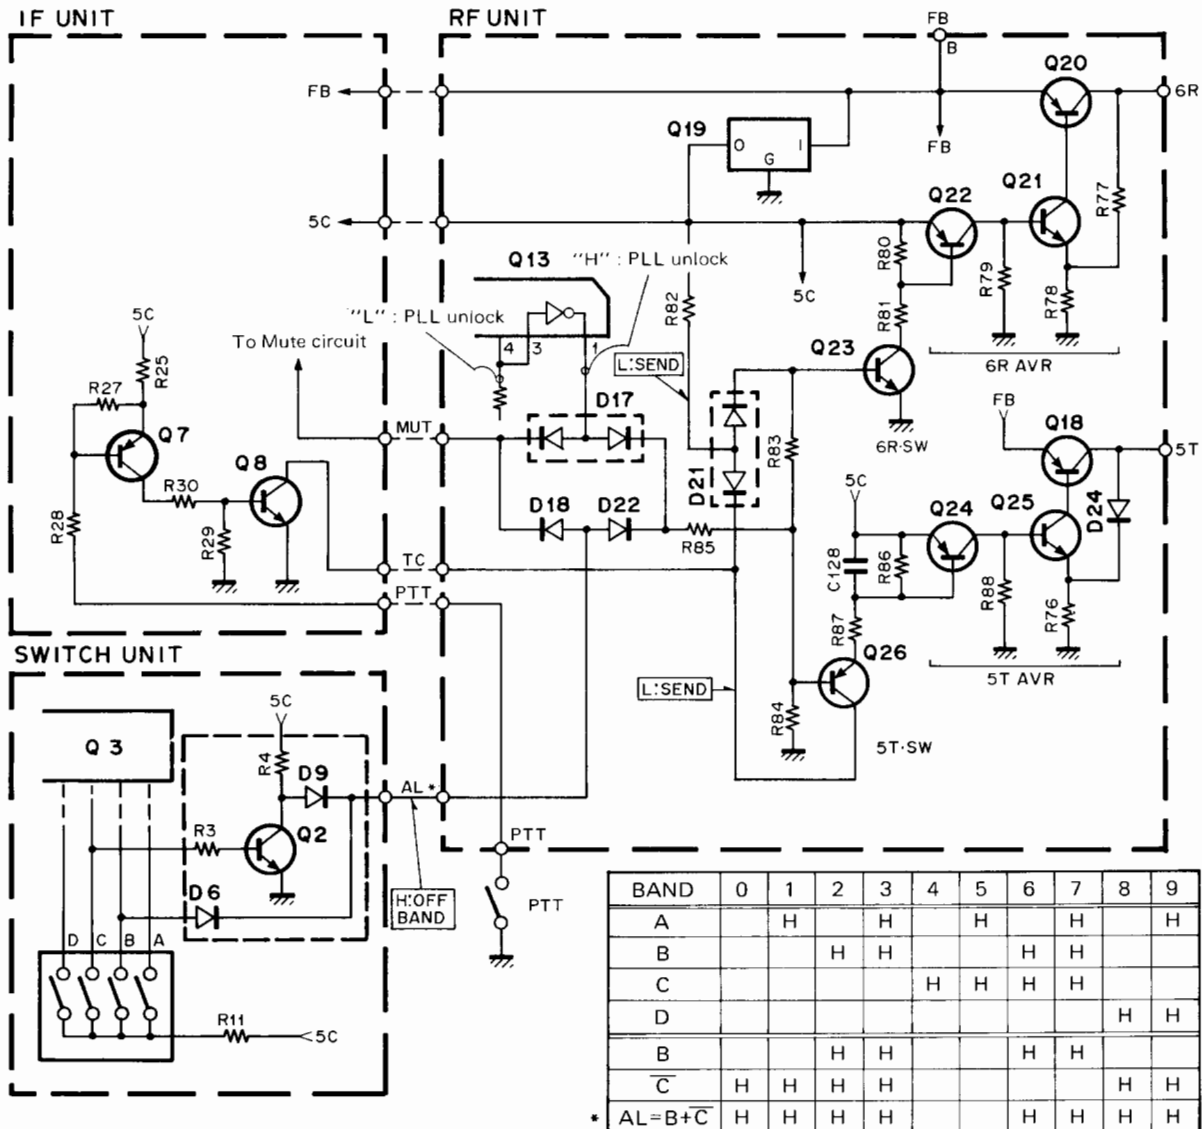 IF UNIT
RF UNIT
FB
B
Q20
FB
6R
Q19
O
I
G
FB
Q22
Q21
R77
5C
Q13
"H" : PLL unlock
R80
R79
R78
5C
R82
R81
"L" : PLL unlock
4
3
1
5C
To Mute circuit
L:SEND
Q23
6R AVR
R27
R25
D17
6R·SW
FB
Q18
Q7
MUT
R83
5T
Q8
D21
5C
R30
D18
D22
Q24
Q25
D24
R28
R29
R85
C128
R86
TC
R88
R76
PTT
R87
SWITCH UNIT
Q26
5T AVR
L:SEND
5C
R84
5T·SW
Q 3
R4
D9
AL *
R3
Q2
PTT
D6
H:OFF
BAND
PTT
D C B A
R11
5C
BAND 0 1 2 3 4 5 6 7 8 9
A H H H H H
B H H H H
C H H H H
D H H
B H H H H
C̅ H H H H H H
* AL=B+C̅ H H H H H H H H